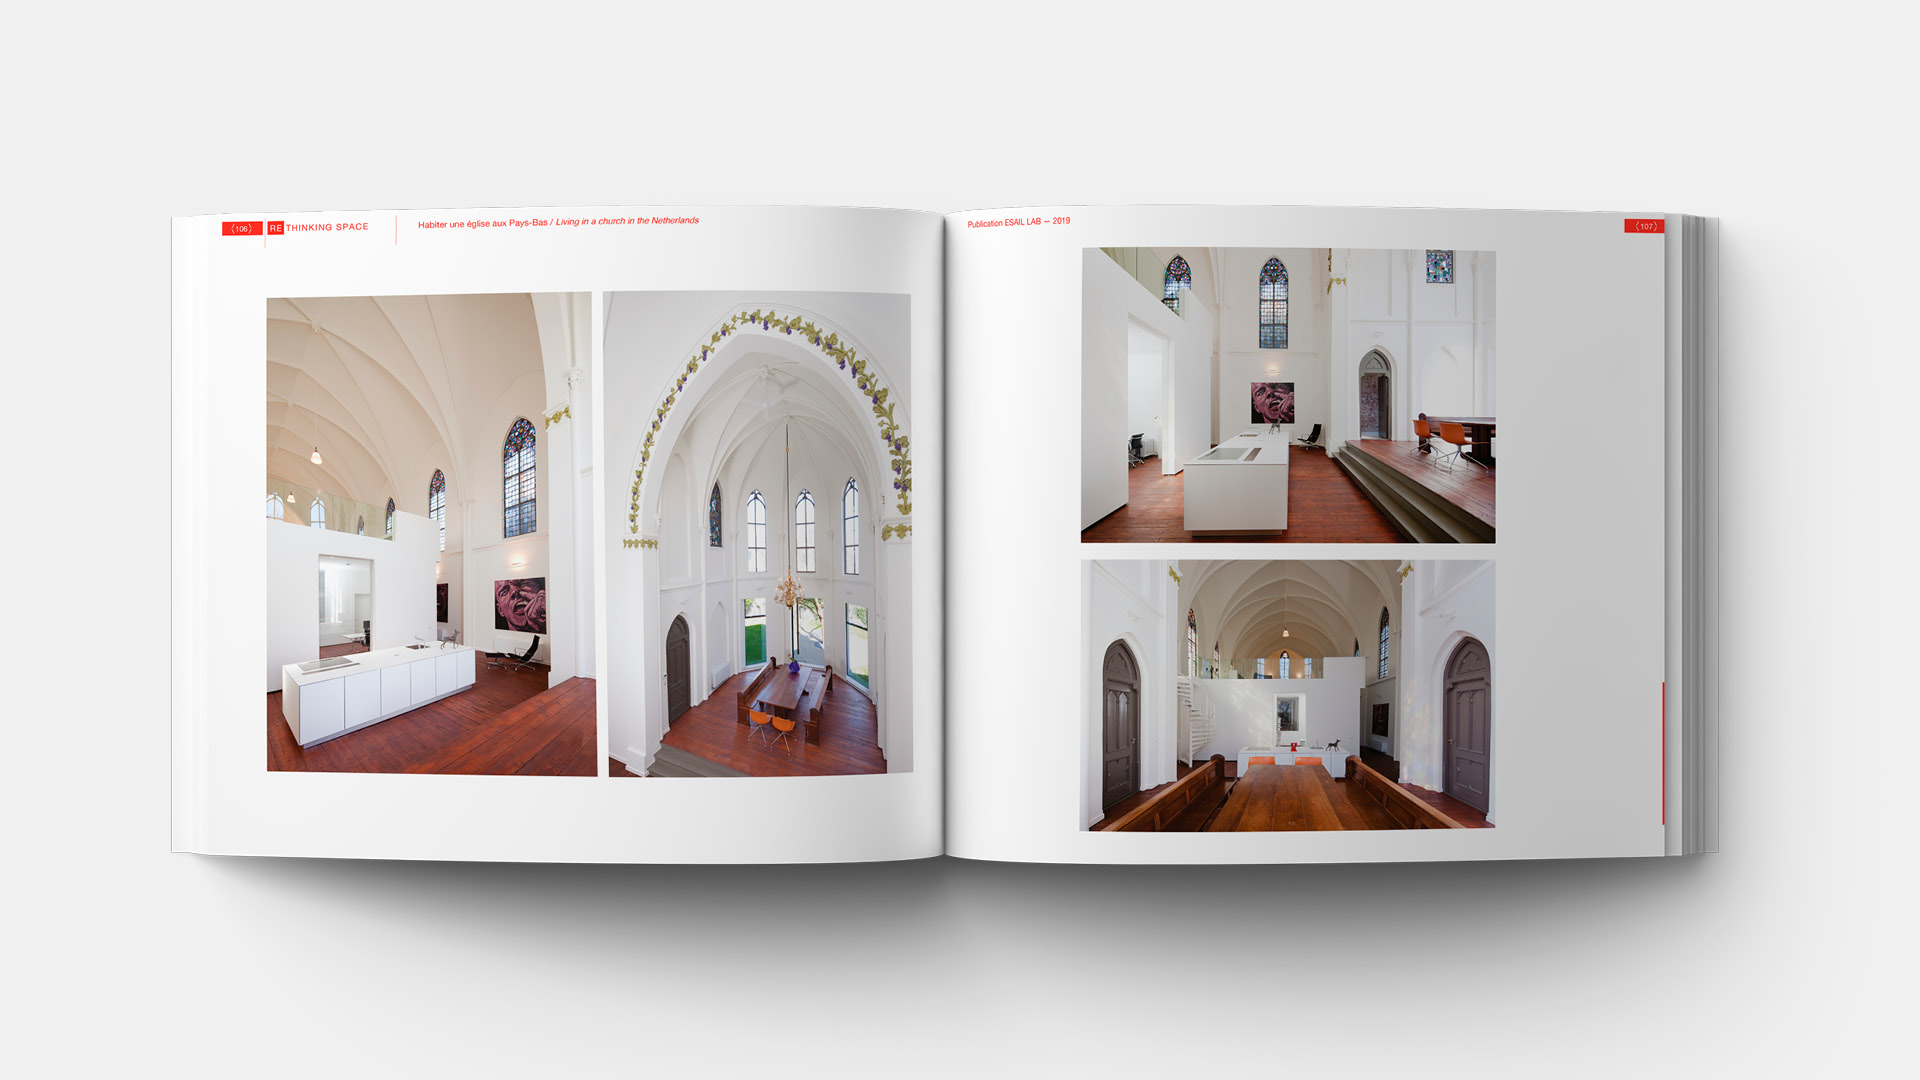 〈106〉 RE THINKING SPACE Habiter une église aux Pays-Bas / Living in a church in the Netherlands
Publication ESAIL LAB — 2019 〈107〉